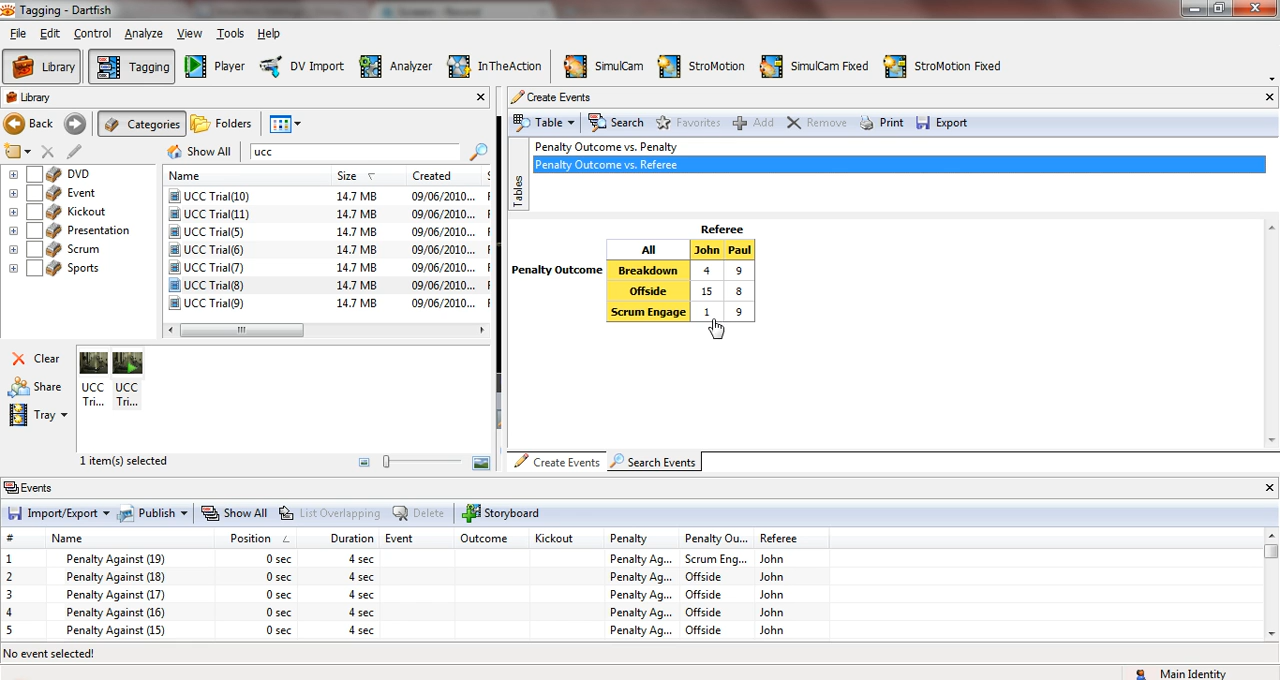 Tagging - Dartfish
File Edit Control Analyze View Tools Help
Library Tagging Player DV Import Analyzer InTheAction SimulCam StroMotion SimulCam Fixed StroMotion Fixed
Library
Back Categories Folders
Show All ucc
DVD
Event
Kickout
Presentation
Scrum
Sports
Name Size Created
UCC Trial(10) 14.7 MB 09/06/2010...
UCC Trial(11) 14.7 MB 09/06/2010...
UCC Trial(5) 14.7 MB 09/06/2010...
UCC Trial(6) 14.7 MB 09/06/2010...
UCC Trial(7) 14.7 MB 09/06/2010...
UCC Trial(8) 14.7 MB 09/06/2010...
UCC Trial(9) 14.7 MB 09/06/2010...
Clear
Share
Tray
UCC Tri...
UCC Tri...
1 item(s) selected
Create Events
Table Search Favorites Add Remove Print Export
Tables
Penalty Outcome vs. Penalty
Penalty Outcome vs. Referee
Referee
All John Paul
Penalty Outcome Breakdown 4 9
Offside 15 8
Scrum Engage 1 9
Create Events Search Events
Events
Import/Export Publish Show All List Overlapping Delete Storyboard
# Name Position Duration Event Outcome Kickout Penalty Penalty Ou... Referee
1 Penalty Against (19) 0 sec 4 sec Penalty Ag... Scrum Eng... John
2 Penalty Against (18) 0 sec 4 sec Penalty Ag... Offside John
3 Penalty Against (17) 0 sec 4 sec Penalty Ag... Offside John
4 Penalty Against (16) 0 sec 4 sec Penalty Ag... Offside John
5 Penalty Against (15) 0 sec 4 sec Penalty Ag... Offside John
No event selected!
Main Identity